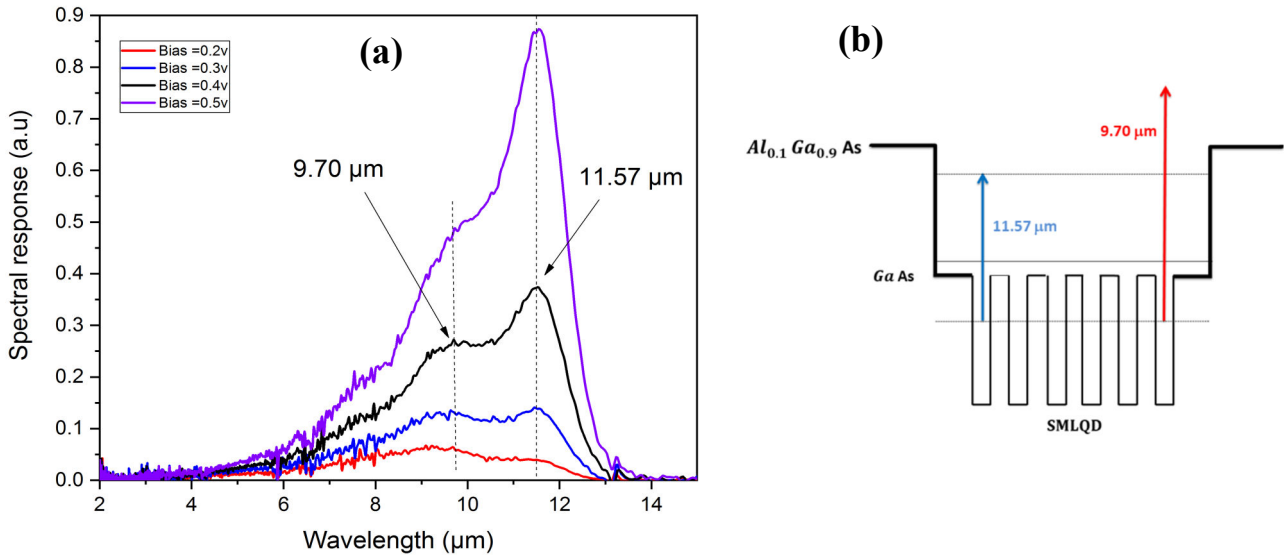 (a)
0.9
0.8
0.7
0.6
0.5
0.4
0.3
0.2
0.1
0.0
Spectral response (a.u)
Bias =0.2v
Bias =0.3v
Bias =0.4v
Bias =0.5v
9.70 µm
11.57 µm
2
4
6
8
10
12
14
Wavelength (µm)
(b)
9.70 µm
Al0.1 Ga0.9 As
11.57 µm
Ga As
SMLQD